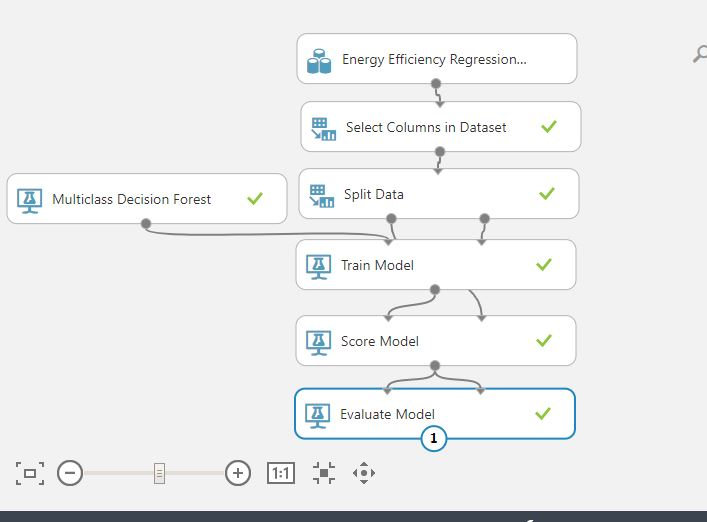 Energy Efficiency Regression...
Select Columns in Dataset
Multiclass Decision Forest
Split Data
Train Model
Score Model
Evaluate Model
1
1:1